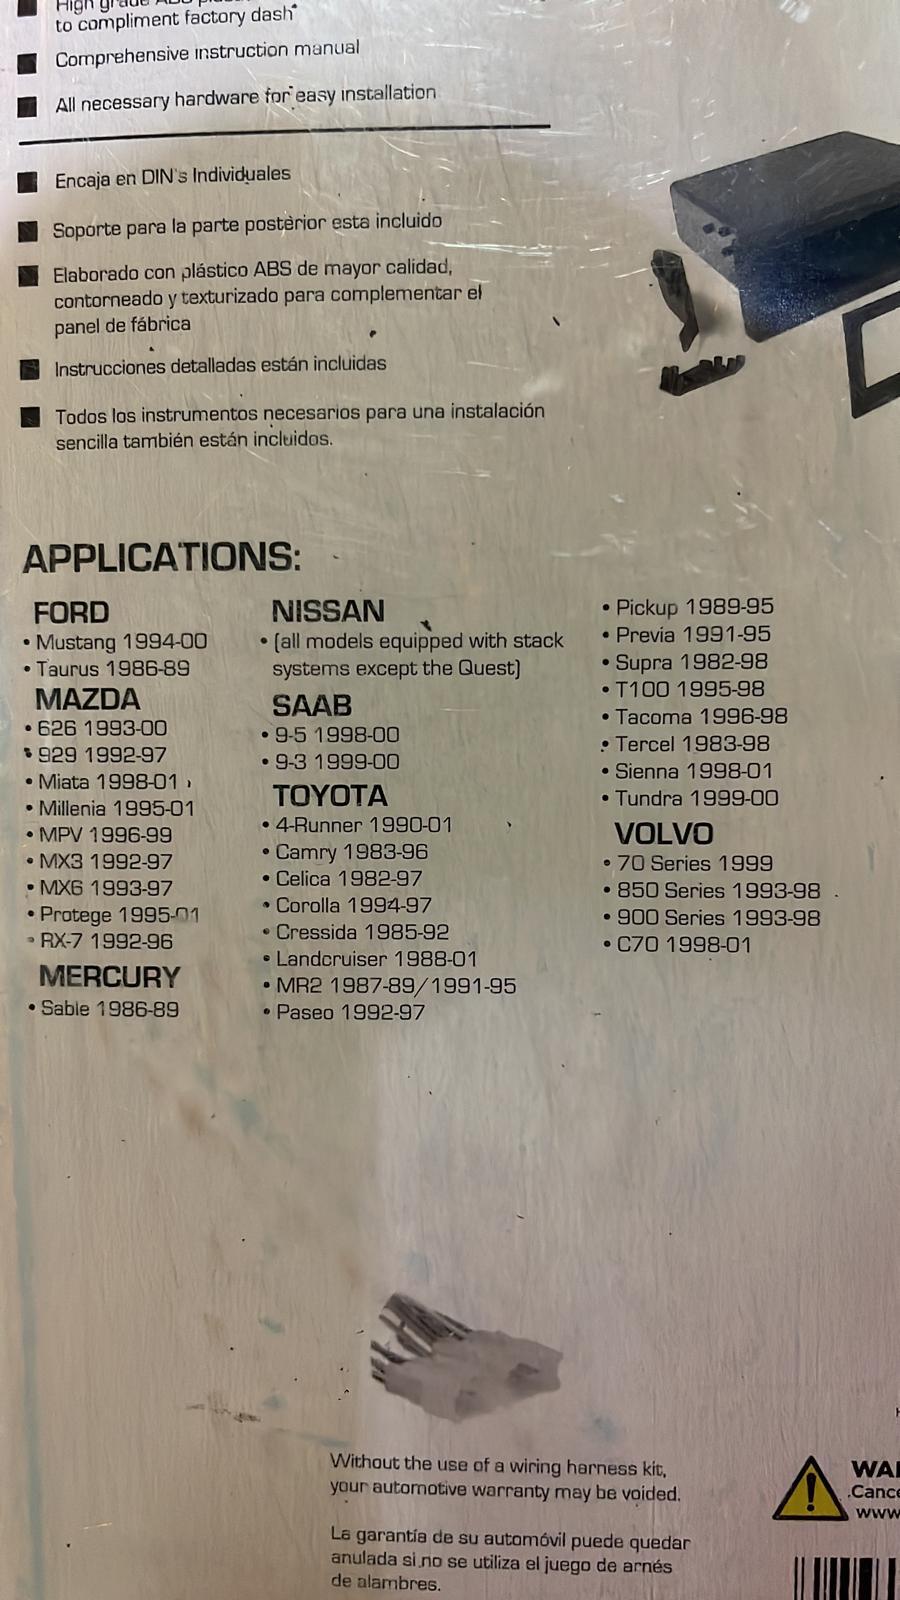 High grade ABS
to compliment factory dash
Comprehensive instruction manual
All necessary hardware for easy installation
Encaja en DIN's Individuales
Soporte para la parte posterior esta incluido
Elaborado con plástico ABS de mayor calidad,
contorneado y texturizado para complementar el
panel de fábrica
Instrucciones detalladas están incluidas
Todos los instrumentos necesarios para una instalación
sencilla también están incluidos.
APPLICATIONS:
FORD
• Mustang 1994-00
• Taurus 1986-89
MAZDA
• 626 1993-00
• 929 1992-97
• Miata 1998-01
• Millenia 1995-01
• MPV 1996-99
• MX3 1992-97
• MX6 1993-97
• Protege 1995-01
• RX-7 1992-96
MERCURY
• Sable 1986-89
NISSAN
• (all models equipped with stack
systems except the Quest)
SAAB
• 9-5 1998-00
• 9-3 1999-00
TOYOTA
• 4-Runner 1990-01
• Camry 1983-96
• Celica 1982-97
• Corolla 1994-97
• Cressida 1985-92
• Landcruiser 1988-01
• MR2 1987-89/1991-95
• Paseo 1992-97
• Pickup 1989-95
• Previa 1991-95
• Supra 1982-98
• T100 1995-98
• Tacoma 1996-98
• Tercel 1983-98
• Sienna 1998-01
• Tundra 1999-00
VOLVO
• 70 Series 1999
• 850 Series 1993-98
• 900 Series 1993-98
• C70 1998-01
Without the use of a wiring harness kit,
your automotive warranty may be voided.
La garantía de su automóvil puede quedar
anulada si no se utiliza el juego de arnés
de alambres.
WAR
Cance
www